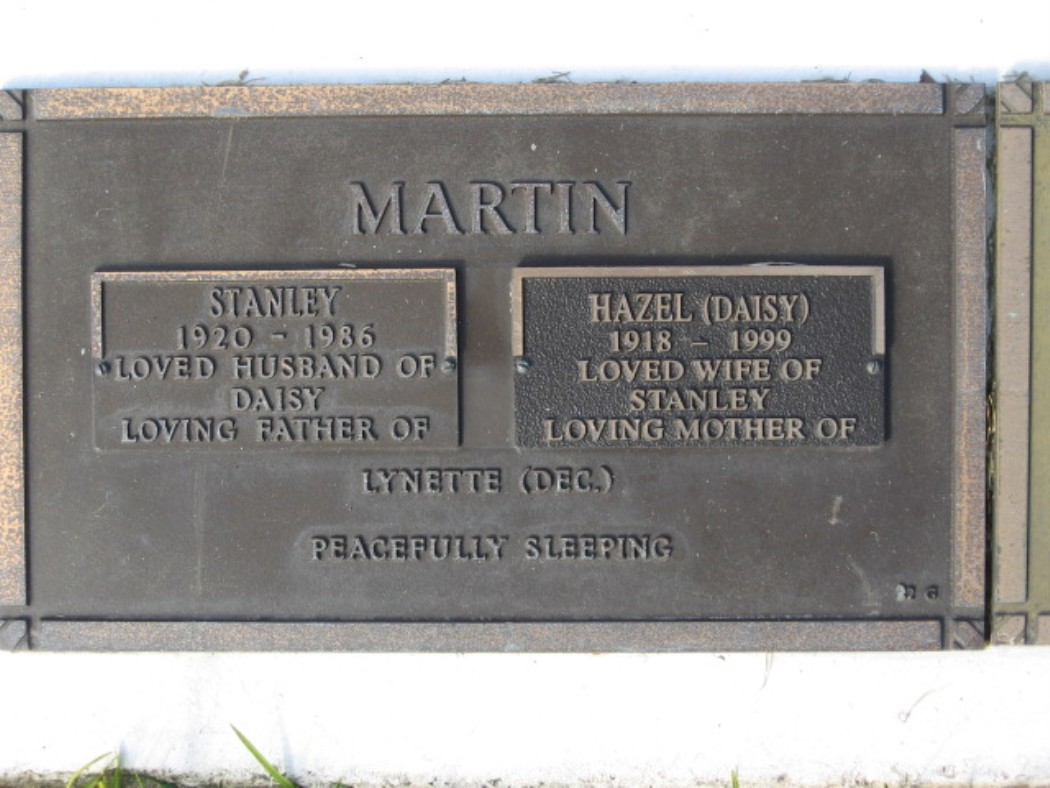 MARTIN
STANLEY
1920 - 1986
LOVED HUSBAND OF
DAISY
LOVING FATHER OF
HAZEL (DAISY)
1918 - 1999
LOVED WIFE OF
STANLEY
LOVING MOTHER OF
LYNETTE (DEC.)
PEACEFULLY SLEEPING